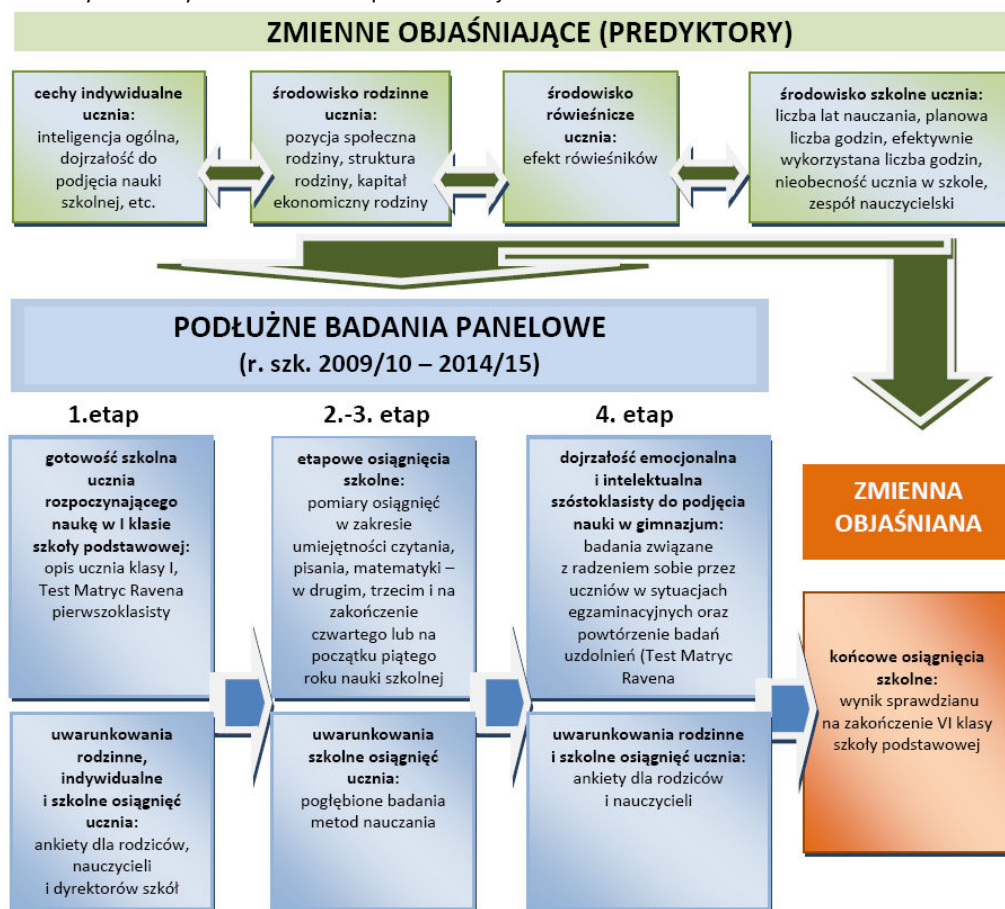 ZMIENNE OBJAŚNIAJĄCE (PREDYKTORY)
cechy indywidualne
ucznia:
inteligencja ogólna,
dojrzałość do
podjęcia nauki
szkolnej, etc.
środowisko rodzinne
ucznia:
pozycja społeczna
rodziny, struktura
rodziny, kapitał
ekonomiczny rodziny
środowisko
rówieśnicze
ucznia:
efekt rówieśników
środowisko szkolne ucznia:
liczba lat nauczania, planowa
liczba godzin, efektywnie
wykorzystana liczba godzin,
nieobecność ucznia w szkole,
zespół nauczycielski
PODŁUŻNE BADANIA PANELOWE
(r. szk. 2009/10 – 2014/15)
1.etap
gotowość szkolna
ucznia
rozpoczynającego
naukę w I klasie
szkoły podstawowej:
opis ucznia klasy I,
Test Matryc Ravena
pierwszoklasisty
uwarunkowania
rodzinne,
indywidualne
i szkolne osiągnięć
ucznia:
ankiety dla rodziców,
nauczycieli
i dyrektorów szkół
2.-3. etap
etapowe osiągnięcia
szkolne:
pomiary osiągnięć
w zakresie
umiejętności czytania,
pisania, matematyki –
w drugim, trzecim i na
zakończenie
czwartego lub na
początku piątego
roku nauki szkolnej
uwarunkowania
szkolne osiągnięć
ucznia:
pogłębione badania
metod nauczania
4. etap
dojrzałość emocjonalna
i intelektualna
szóstoklasisty do podjęcia
nauki w gimnazjum:
badania związane
z radzeniem sobie przez
uczniów w sytuacjach
egzaminacyjnych oraz
powtórzenie badań
uzdolnień (Test Matryc
Ravena
uwarunkowania rodzinne
i szkolne osiągnięć ucznia:
ankiety dla rodziców
i nauczycieli
ZMIENNA
OBJAŚNIANA
końcowe osiągnięcia
szkolne:
wynik sprawdzianu
na zakończenie VI klasy
szkoły podstawowej